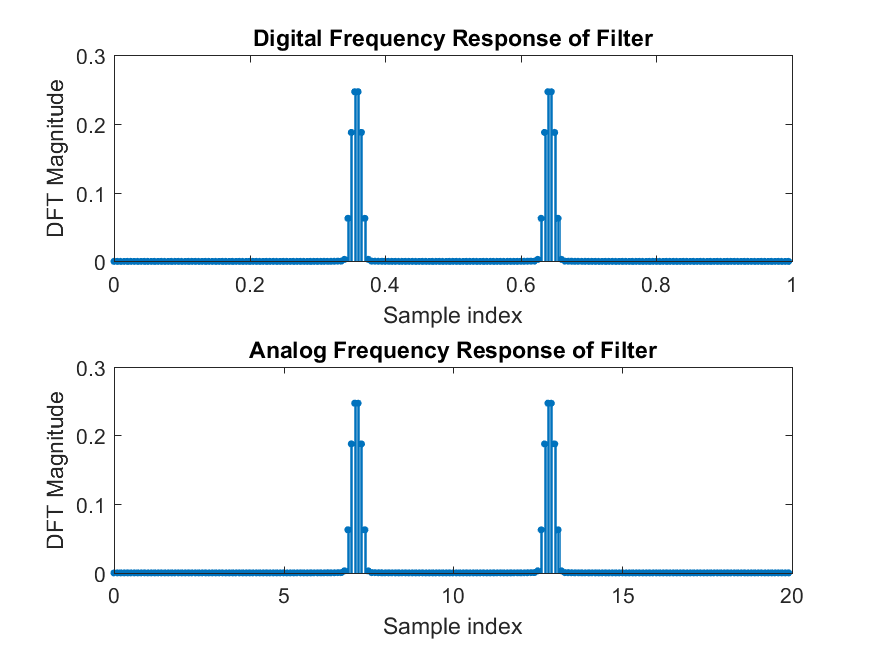 Digital Frequency Response of Filter
0.3
0.2
0.1
0
DFT Magnitude
0 0.2 0.4 0.6 0.8 1
Sample index
Analog Frequency Response of Filter
0.3
0.2
0.1
0
DFT Magnitude
0 5 10 15 20
Sample index